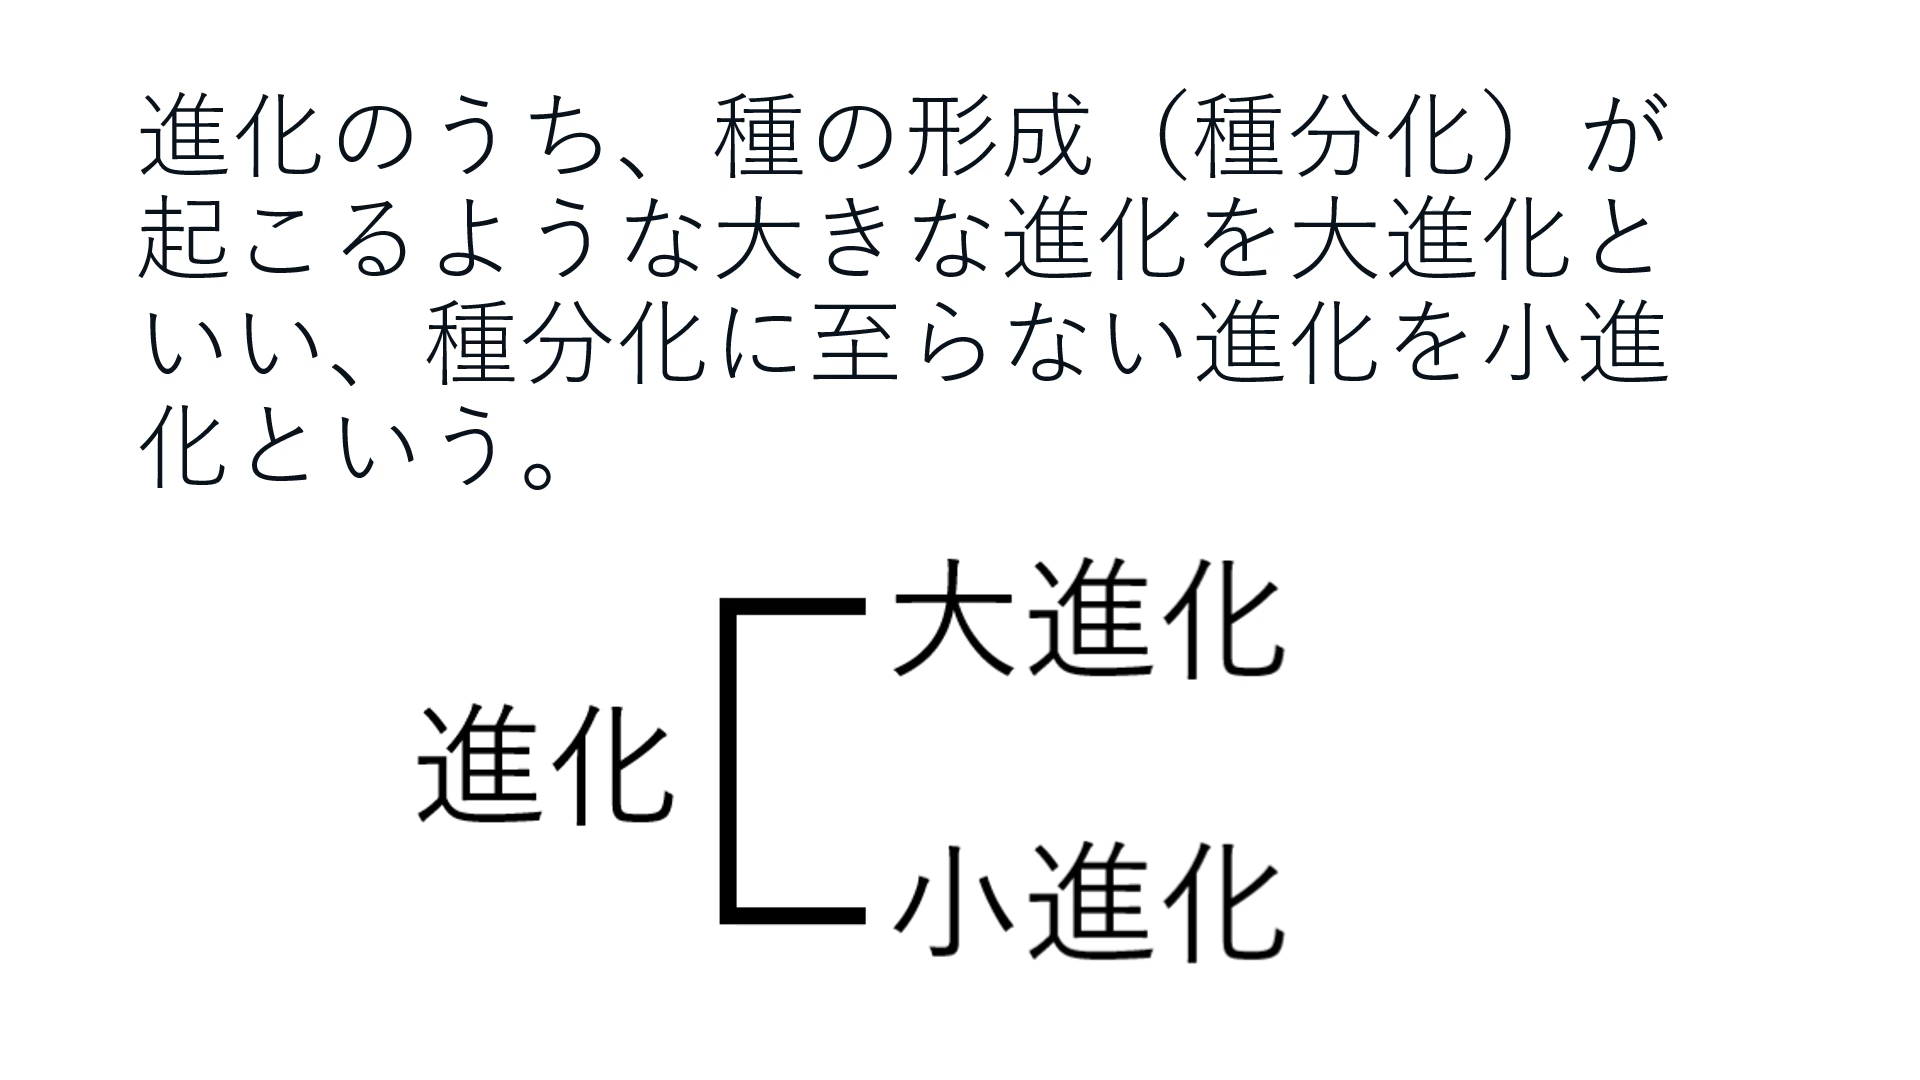 進化のうち、種の形成（種分化）が
起こるような大きな進化を大進化と
いい、種分化に至らない進化を小進
化という。
大進化
進化
小進化